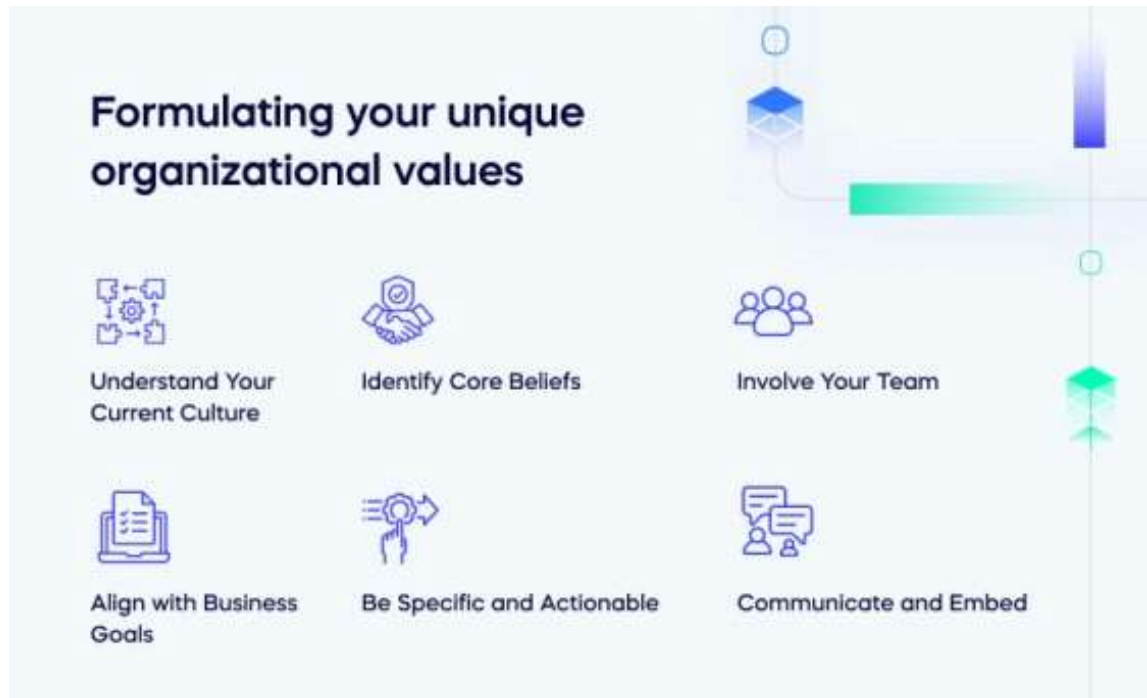 Formulating your unique
organizational values
Understand Your
Current Culture
Identify Core Beliefs
Involve Your Team
Align with Business
Goals
Be Specific and Actionable
Communicate and Embed